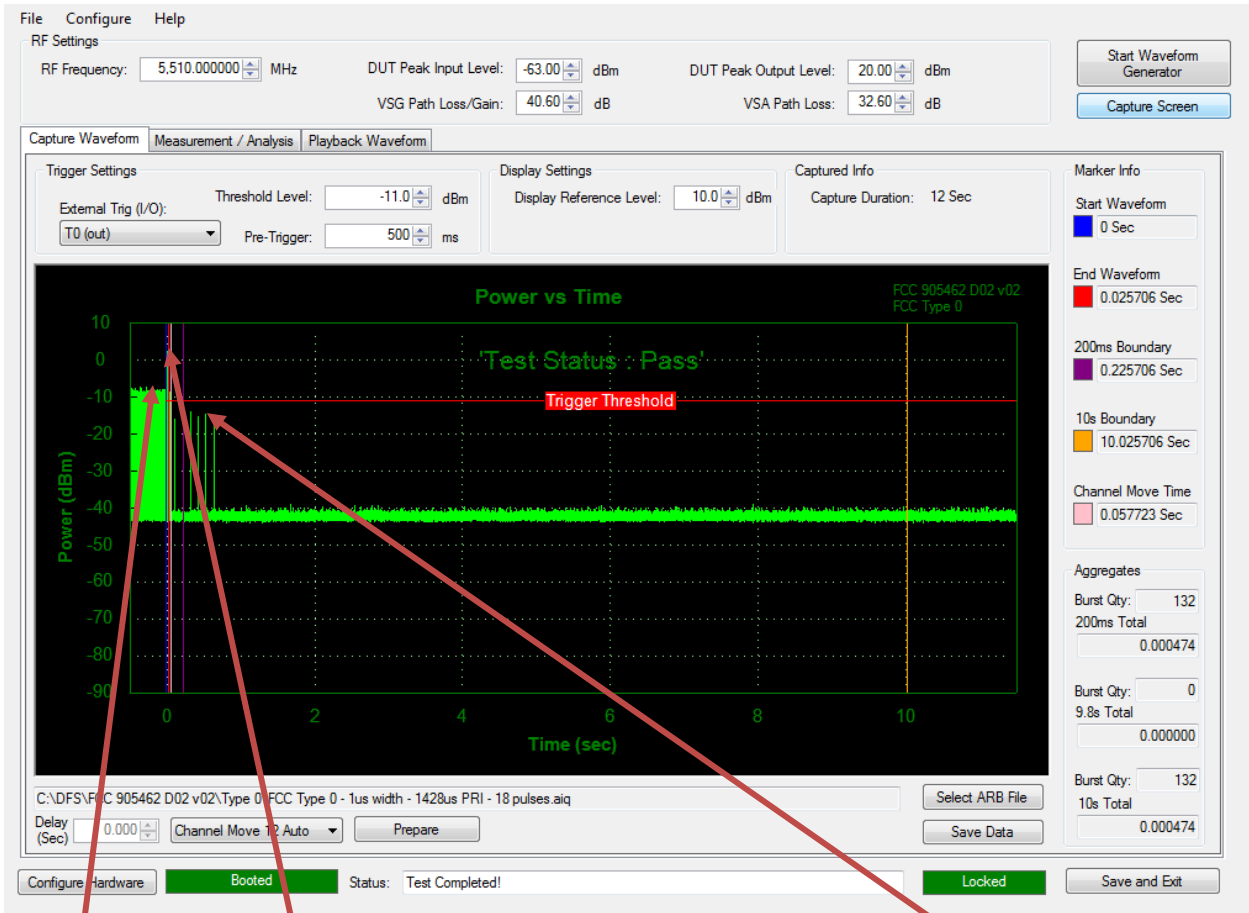 File Configure Help
RF Settings
RF Frequency: 5,510.000000 MHz DUT Peak Input Level: -63.00 dBm DUT Peak Output Level: 20.00 dBm
VSG Path Loss/Gain: 40.60 dB VSA Path Loss: 32.60 dB
Start Waveform
Generator
Capture Screen
Capture Waveform Measurement / Analysis Playback Waveform
Trigger Settings
Threshold Level: -11.0 dBm
External Trig (I/O):
T0 (out)
Pre-Trigger: 500 ms
Display Settings
Display Reference Level: 10.0 dBm
Captured Info
Capture Duration: 12 Sec
Marker Info
Start Waveform
0 Sec
End Waveform
0.025706 Sec
200ms Boundary
0.225706 Sec
10s Boundary
10.025706 Sec
Channel Move Time
0.057723 Sec
Power vs Time
FCC 905462 D02 v02
FCC Type 0
'Test Status : Pass'
Trigger Threshold
10
0
-10
-20
-30
-40
-50
-60
-70
-80
-90
Power (dBm)
0 2 4 6 8 10
Time (sec)
Aggregates
Burst Qty: 132
200ms Total
0.000474
Burst Qty: 0
9.8s Total
0.000000
Burst Qty: 132
10s Total
0.000474
C:\DFS\FCC 905462 D02 v02\Type 0\FCC Type 0 - 1us width - 1428us PRI - 18 pulses.aiq
Select ARB File
Delay
(Sec) 0.000 Channel Move 12 Auto Prepare
Save Data
Configure Hardware Booted Status: Test Completed! Locked Save and Exit